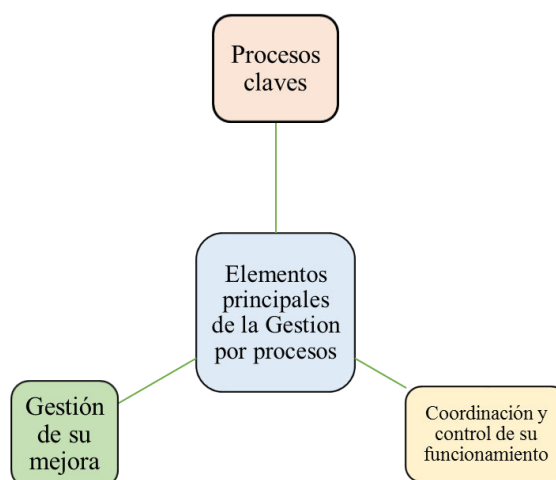 Procesos
claves
Elementos
principales
de la Gestion
por procesos
Gestión
de su
mejora
Coordinación y
control de su
funcionamiento